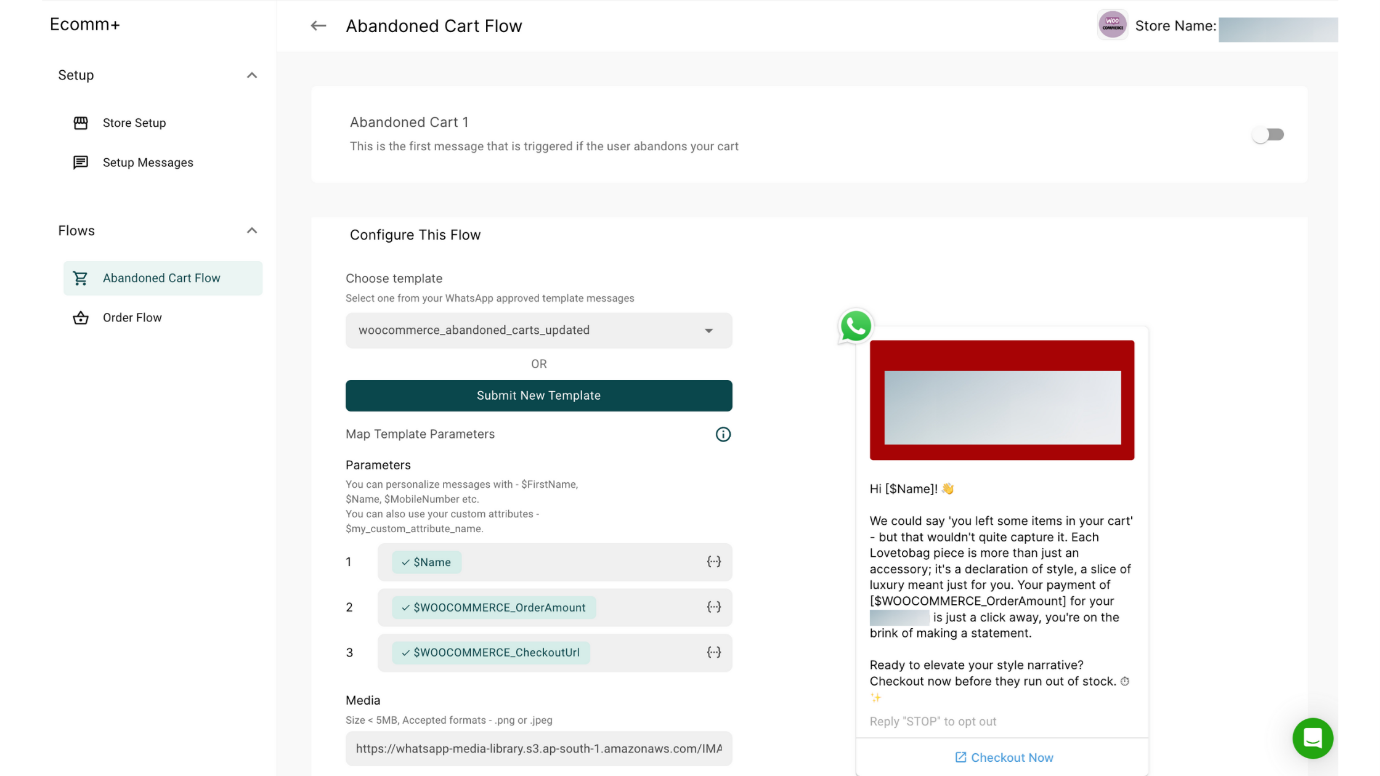 Ecomm+
Abandoned Cart Flow
WOO
COMMERCE
Store Name:
Setup
Store Setup
Setup Messages
Flows
Abandoned Cart Flow
Order Flow
Abandoned Cart 1
This is the first message that is triggered if the user abandons your cart
Configure This Flow
Choose template
Select one from your WhatsApp approved template messages
woocommerce_abandoned_carts_updated
OR
Submit New Template
Map Template Parameters
Parameters
You can personalize messages with - $FirstName,
$Name, $MobileNumber etc.
You can also use your custom attributes -
$my_custom_attribute_name.
1 $Name
2 $WOOCOMMERCE_OrderAmount
3 $WOOCOMMERCE_CheckoutUrl
Media
Size < 5MB, Accepted formats - .png or .jpeg
https://whatsapp-media-library.s3.ap-south-1.amazonaws.com/IMA
Hi [$Name]! 👋
We could say 'you left some items in your cart'
- but that wouldn't quite capture it. Each
Lovetobag piece is more than just an
accessory; it's a declaration of style, a slice of
luxury meant just for you. Your payment of
[$WOOCOMMERCE_OrderAmount] for your
is just a click away, you're on the
brink of making a statement.
Ready to elevate your style narrative?
Checkout now before they run out of stock. ⏱
✨
Reply "STOP" to opt out
Checkout Now